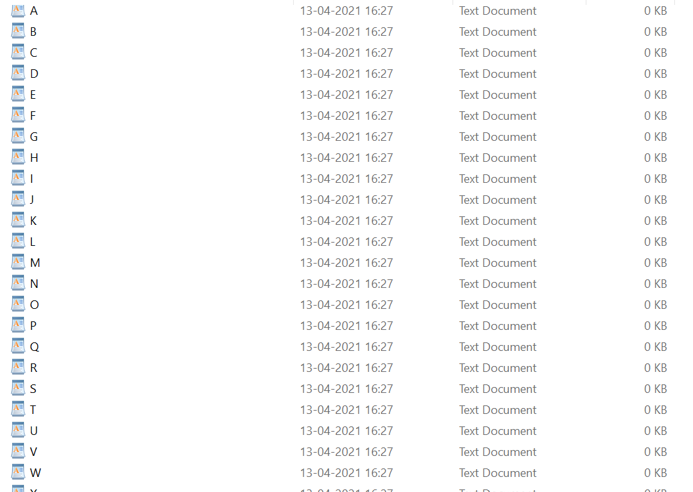 A 13-04-2021 16:27 Text Document 0 KB
B 13-04-2021 16:27 Text Document 0 KB
C 13-04-2021 16:27 Text Document 0 KB
D 13-04-2021 16:27 Text Document 0 KB
E 13-04-2021 16:27 Text Document 0 KB
F 13-04-2021 16:27 Text Document 0 KB
G 13-04-2021 16:27 Text Document 0 KB
H 13-04-2021 16:27 Text Document 0 KB
I 13-04-2021 16:27 Text Document 0 KB
J 13-04-2021 16:27 Text Document 0 KB
K 13-04-2021 16:27 Text Document 0 KB
L 13-04-2021 16:27 Text Document 0 KB
M 13-04-2021 16:27 Text Document 0 KB
N 13-04-2021 16:27 Text Document 0 KB
O 13-04-2021 16:27 Text Document 0 KB
P 13-04-2021 16:27 Text Document 0 KB
Q 13-04-2021 16:27 Text Document 0 KB
R 13-04-2021 16:27 Text Document 0 KB
S 13-04-2021 16:27 Text Document 0 KB
T 13-04-2021 16:27 Text Document 0 KB
U 13-04-2021 16:27 Text Document 0 KB
V 13-04-2021 16:27 Text Document 0 KB
W 13-04-2021 16:27 Text Document 0 KB